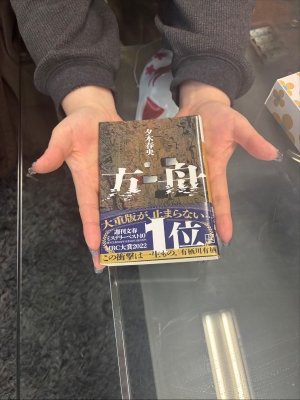 夕木春央
方舟
大重版が、止まらない。
週刊文春
ミステリーベスト10
MRC大賞2022
1位
この衝撃は一生もの。有栖川有栖